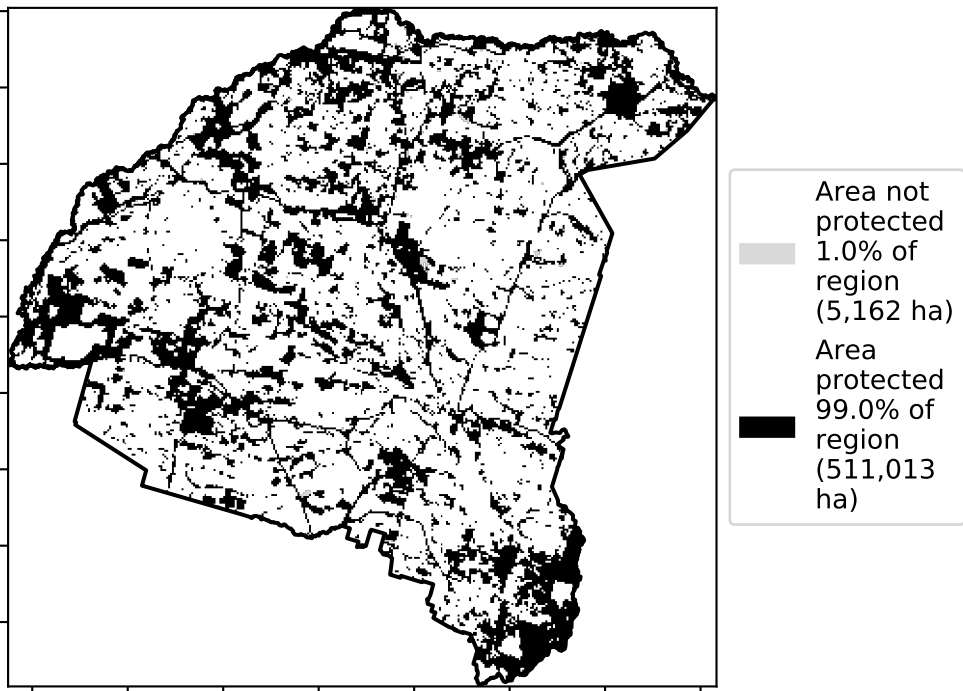 Area not
protected
1.0% of
region
(5,162 ha)
Area
protected
99.0% of
region
(511,013
ha)